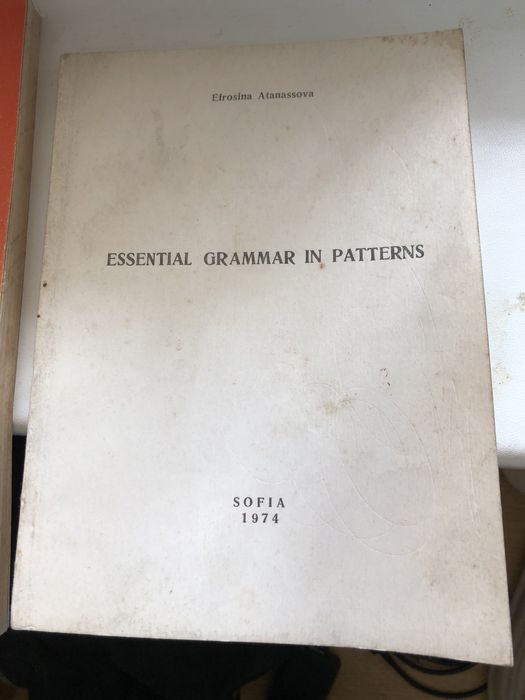 Efrosina Atanassova
ESSENTIAL GRAMMAR IN PATTERNS
SOFIA
1974